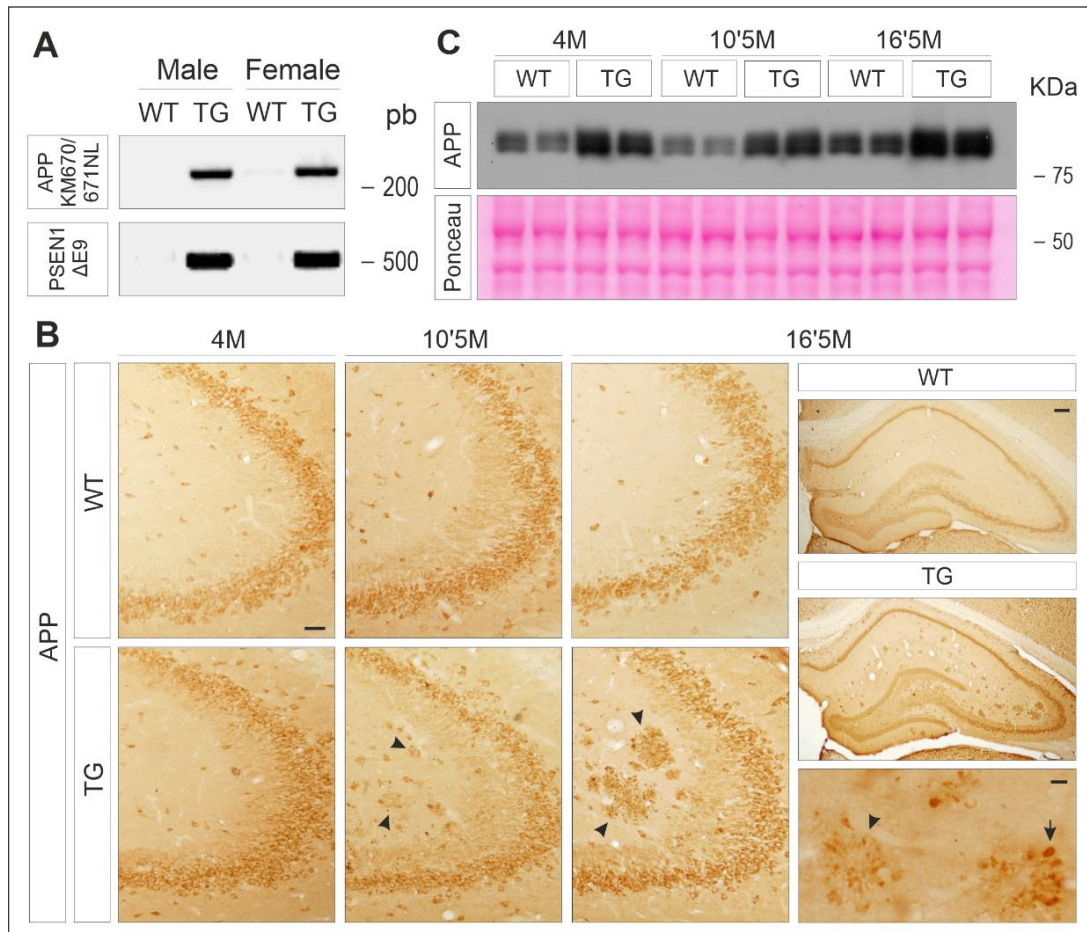 A
Male Female
WT TG WT TG
pb
APP
KM670/
671NL
– 200
PSEN1
ΔE9
– 500
C
4M 10'5M 16'5M
WT TG WT TG WT TG
KDa
APP
– 75
Ponceau
– 50
B
4M 10'5M 16'5M
APP
WT
TG
WT
TG